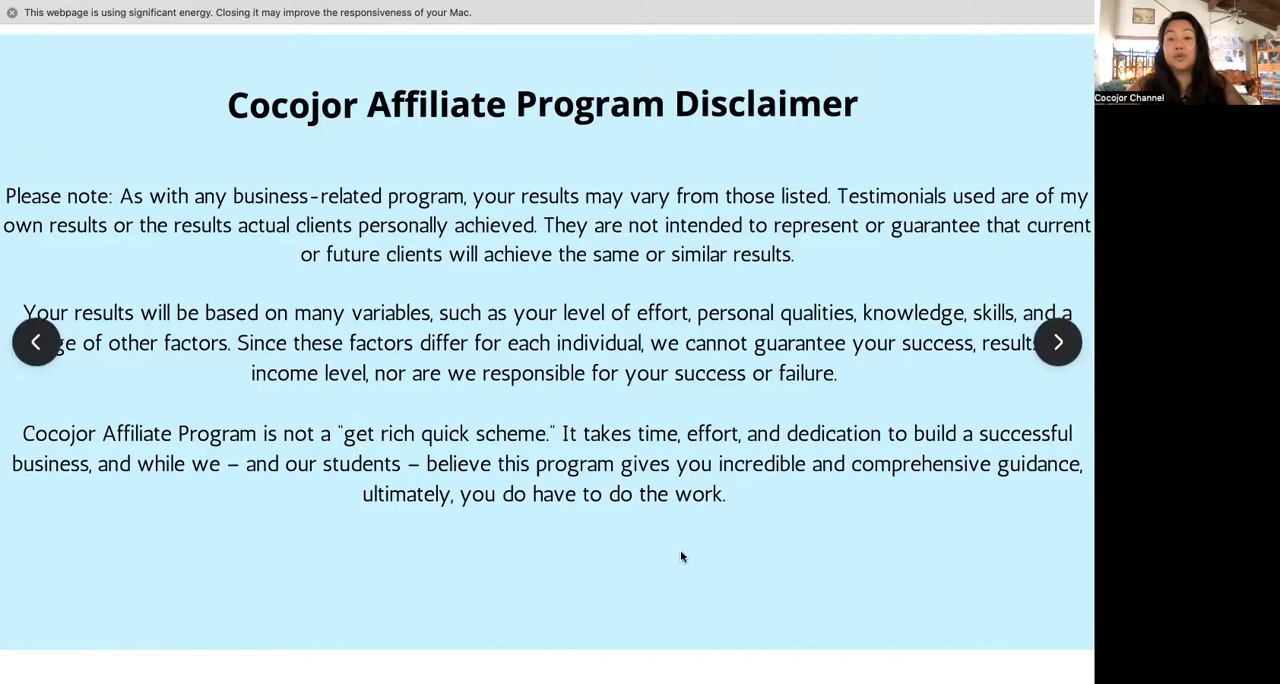 This webpage is using significant energy. Closing it may improve the responsiveness of your Mac.
Cocojor Channel
Cocojor Affiliate Program Disclaimer
Please note: As with any business-related program, your results may vary from those listed. Testimonials used are of my
own results or the results actual clients personally achieved. They are not intended to represent or guarantee that current
or future clients will achieve the same or similar results.
Your results will be based on many variables, such as your level of effort, personal qualities, knowledge, skills, and a
of other factors. Since these factors differ for each individual, we cannot guarantee your success,
income level, nor are we responsible for your success or failure.
Cocojor Affiliate Program is not a "get rich quick scheme." It takes time, effort, and dedication to build a successful
business, and while we – and our students – believe this program gives you incredible and comprehensive guidance,
ultimately, you do have to do the work.